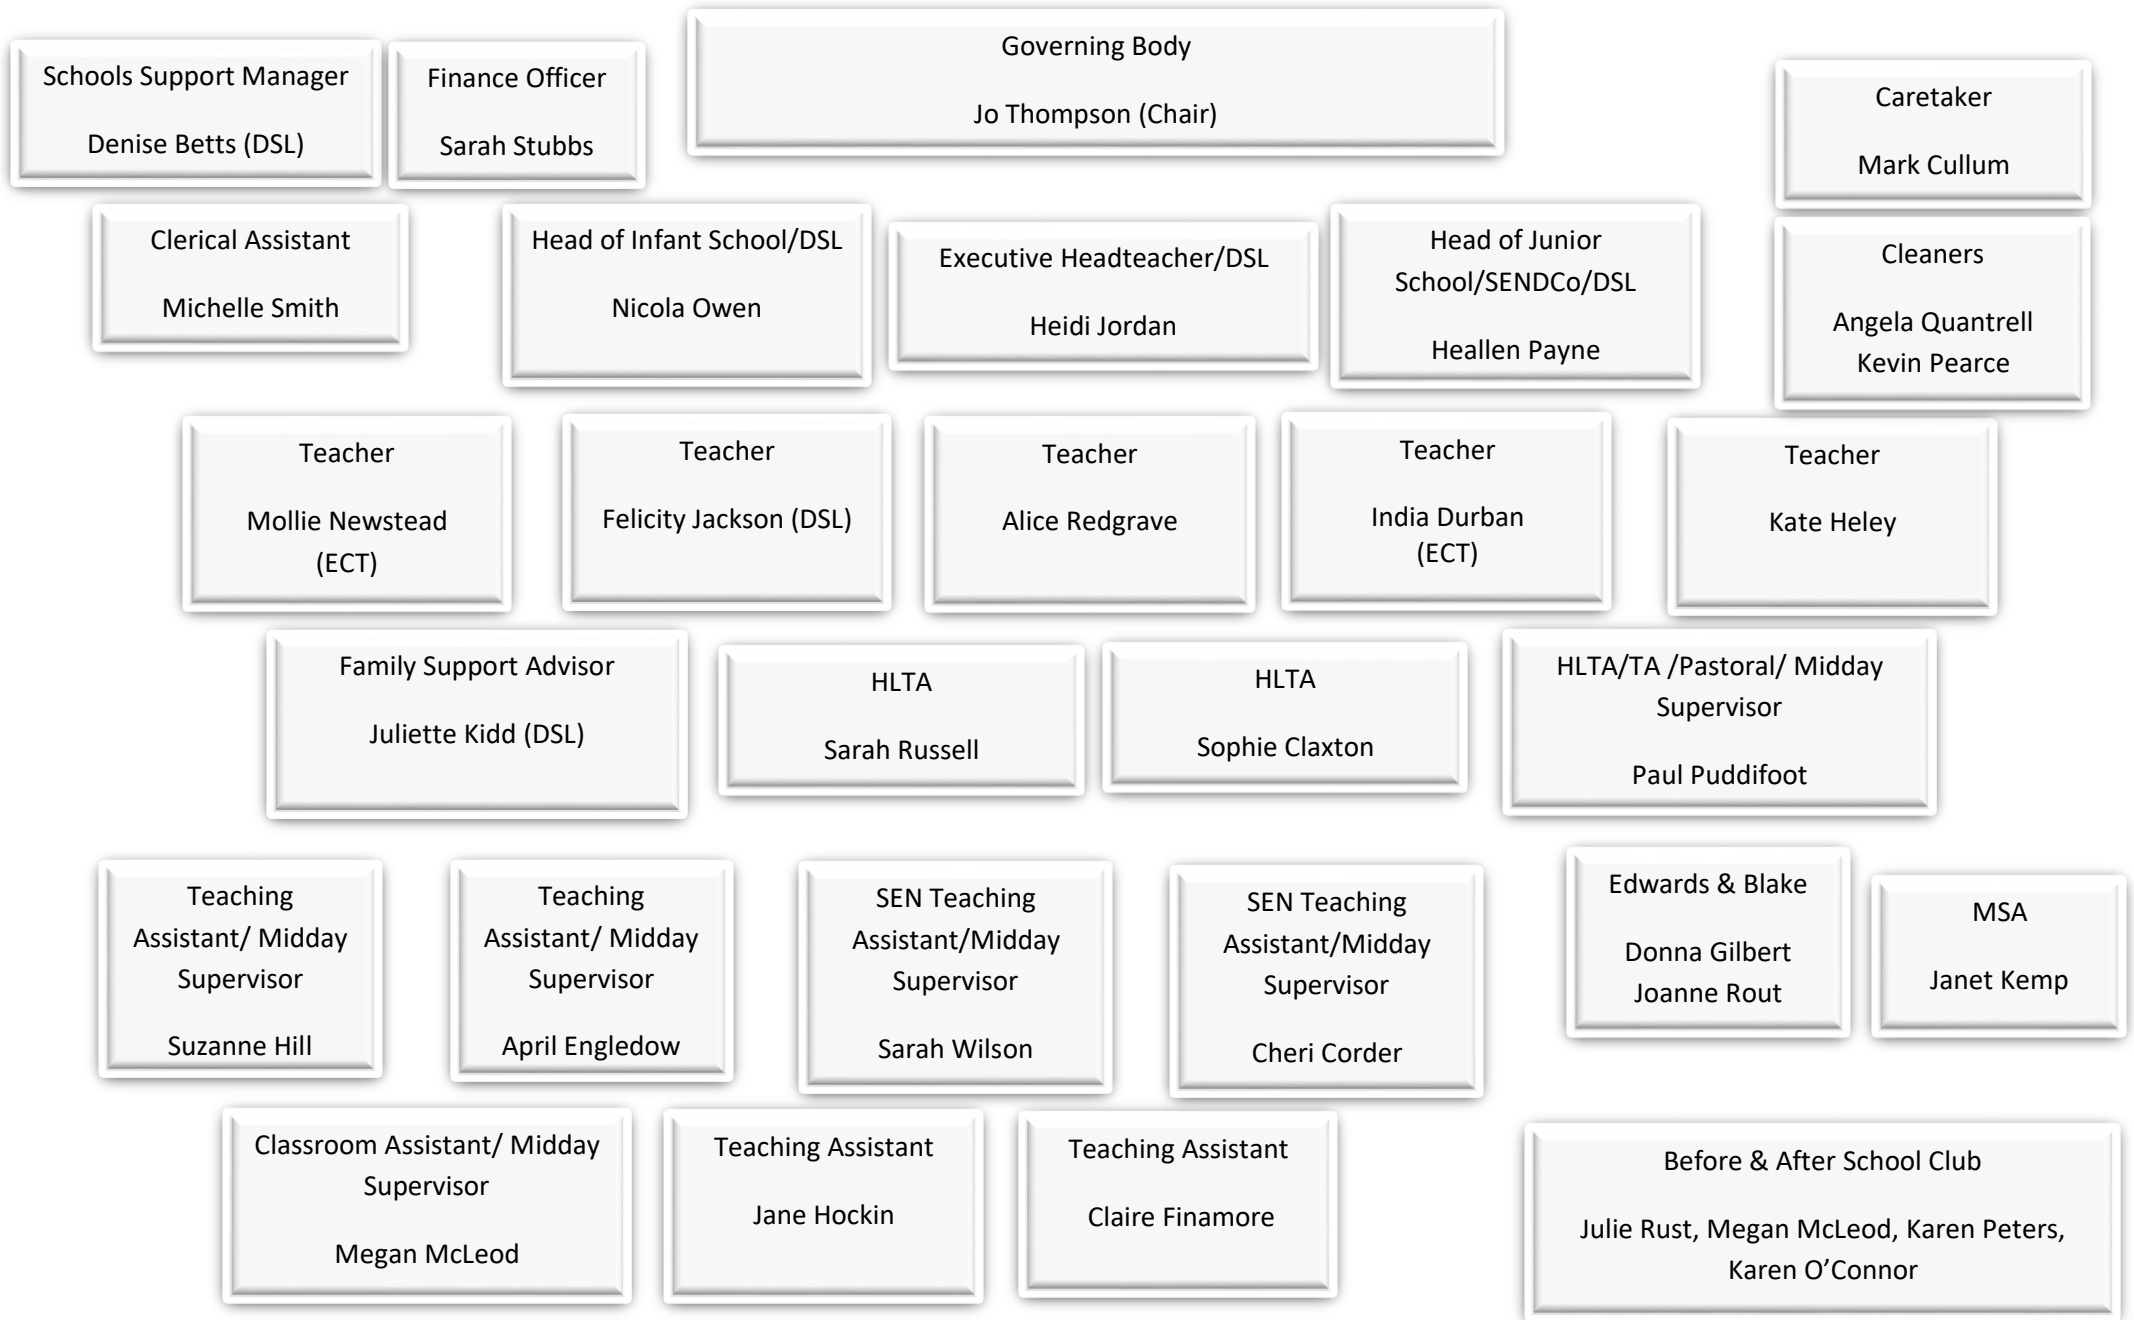 Schools Support Manager
Denise Betts (DSL)
Finance Officer
Sarah Stubbs
Governing Body
Jo Thompson (Chair)
Caretaker
Mark Cullum
Clerical Assistant
Michelle Smith
Head of Infant School/DSL
Nicola Owen
Executive Headteacher/DSL
Heidi Jordan
Head of Junior
School/SENDCo/DSL
Heallen Payne
Cleaners
Angela Quantrell
Kevin Pearce
Teacher
Mollie Newstead
(ECT)
Teacher
Felicity Jackson (DSL)
Teacher
Alice Redgrave
Teacher
India Durban
(ECT)
Teacher
Kate Heley
Family Support Advisor
Juliette Kidd (DSL)
HLTA
Sarah Russell
HLTA
Sophie Claxton
HLTA/TA /Pastoral/ Midday
Supervisor
Paul Puddifoot
Teaching
Assistant/ Midday
Supervisor
Suzanne Hill
Teaching
Assistant/ Midday
Supervisor
April Engledow
SEN Teaching
Assistant/Midday
Supervisor
Sarah Wilson
SEN Teaching
Assistant/Midday
Supervisor
Cheri Corder
Edwards & Blake
Donna Gilbert
Joanne Rout
MSA
Janet Kemp
Classroom Assistant/ Midday
Supervisor
Megan McLeod
Teaching Assistant
Jane Hockin
Teaching Assistant
Claire Finamore
Before & After School Club
Julie Rust, Megan McLeod, Karen Peters,
Karen O’Connor